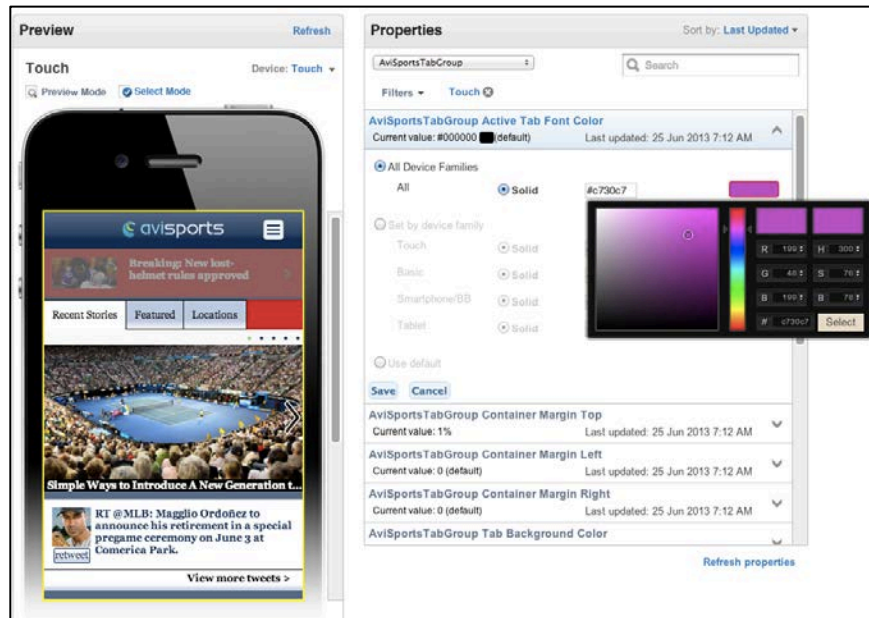 Preview
Refresh
Touch
Device: Touch
Preview Mode
Select Mode
avisports
Breaking: New lost-
helmet rules approved
Recent Stories
Featured
Locations
Simple Ways to Introduce A New Generation t...
RT @MLB: Magglio Ordoñez to
announce his retirement in a special
pregame ceremony on June 3 at
Comerica Park.
retweet
View more tweets >
Properties
Sort by: Last Updated
AviSportsTabGroup
Search
Filters
Touch
AviSportsTabGroup Active Tab Font Color
Current value: #000000 (default)
Last updated: 25 Jun 2013 7:12 AM
All Device Families
All
Solid
#c730c7
Set by device family
Touch
Solid
Basic
Solid
Smartphone/BB
Solid
Tablet
Solid
Use default
R 199 H 300
G 48 S 76
B 199 B 78
# c730c7 Select
Save Cancel
AviSportsTabGroup Container Margin Top
Current value: 1%
Last updated: 25 Jun 2013 7:12 AM
AviSportsTabGroup Container Margin Left
Current value: 0 (default)
Last updated: 25 Jun 2013 7:12 AM
AviSportsTabGroup Container Margin Right
Current value: 0 (default)
Last updated: 25 Jun 2013 7:12 AM
AviSportsTabGroup Tab Background Color
Refresh properties